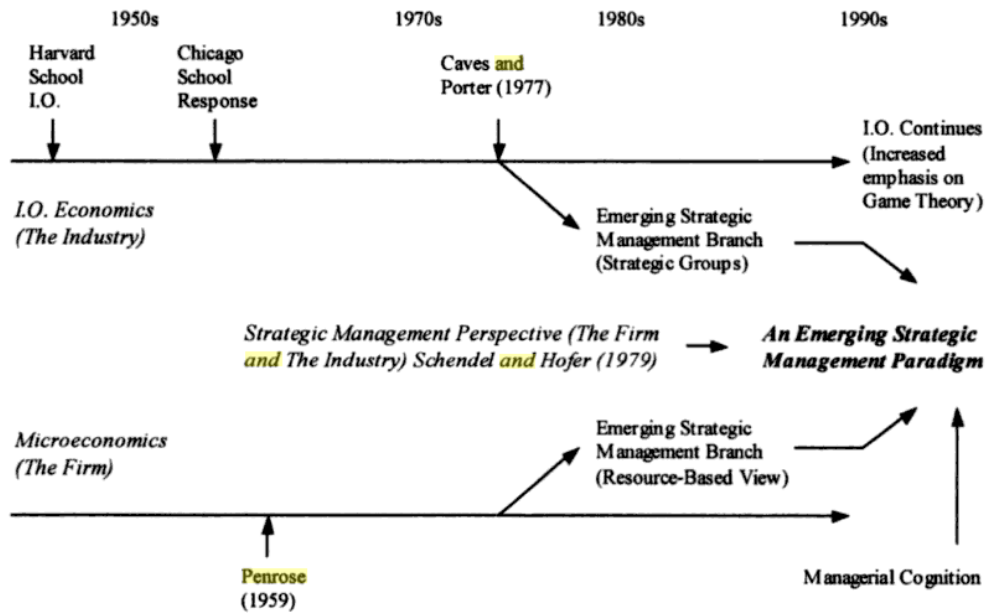 1950s 1970s 1980s 1990s
Harvard
School
I.O.
Chicago
School
Response
Caves and
Porter (1977)
I.O. Continues
(Increased
emphasis on
Game Theory)
I.O. Economics
(The Industry)
Emerging Strategic
Management Branch
(Strategic Groups)
Strategic Management Perspective (The Firm
and The Industry) Schendel and Hofer (1979)
An Emerging Strategic
Management Paradigm
Microeconomics
(The Firm)
Emerging Strategic
Management Branch
(Resource-Based View)
Penrose
(1959)
Managerial Cognition